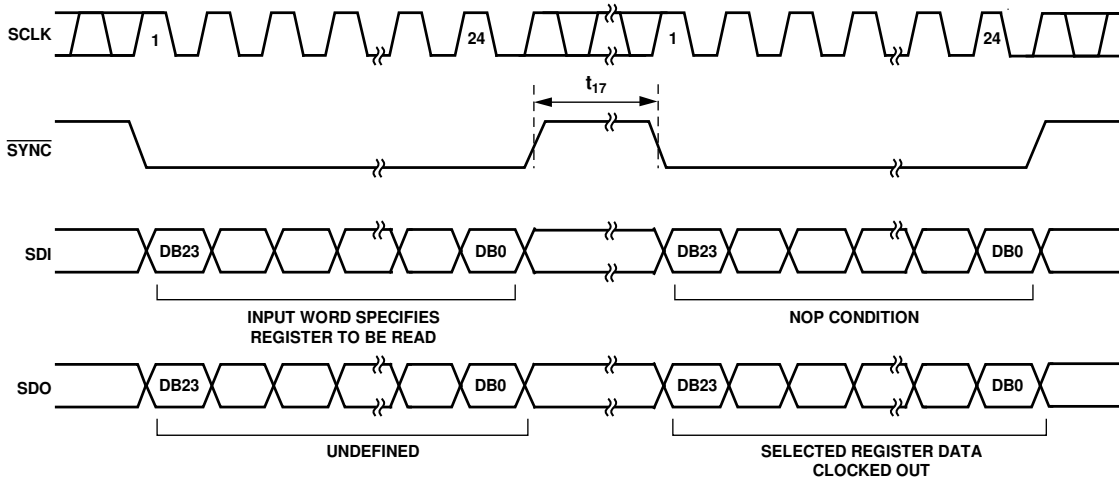 SCLK
1
24
1
24
t17
SYNC
SDI
DB23
DB0
DB23
DB0
INPUT WORD SPECIFIES
REGISTER TO BE READ
NOP CONDITION
SDO
DB23
DB0
DB23
DB0
UNDEFINED
SELECTED REGISTER DATA
CLOCKED OUT